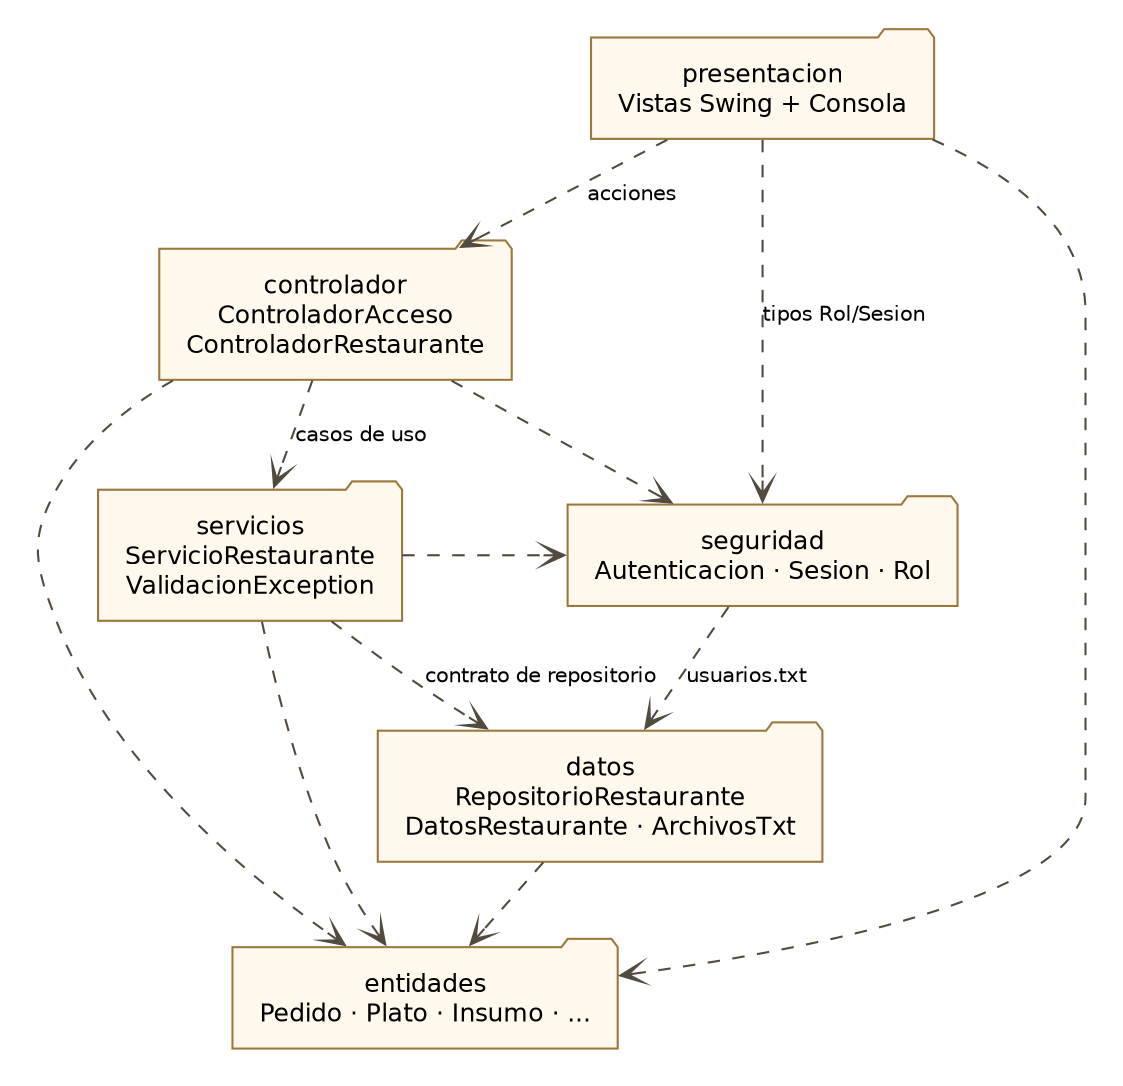 presentacion
Vistas Swing + Consola
acciones
controlador
ControladorAcceso
ControladorRestaurante
tipos Rol/Sesion
casos de uso
servicios
ServicioRestaurante
ValidacionException
seguridad
Autenticacion · Sesion · Rol
contrato de repositorio
usuarios.txt
datos
RepositorioRestaurante
DatosRestaurante · ArchivosTxt
entidades
Pedido · Plato · Insumo · ...